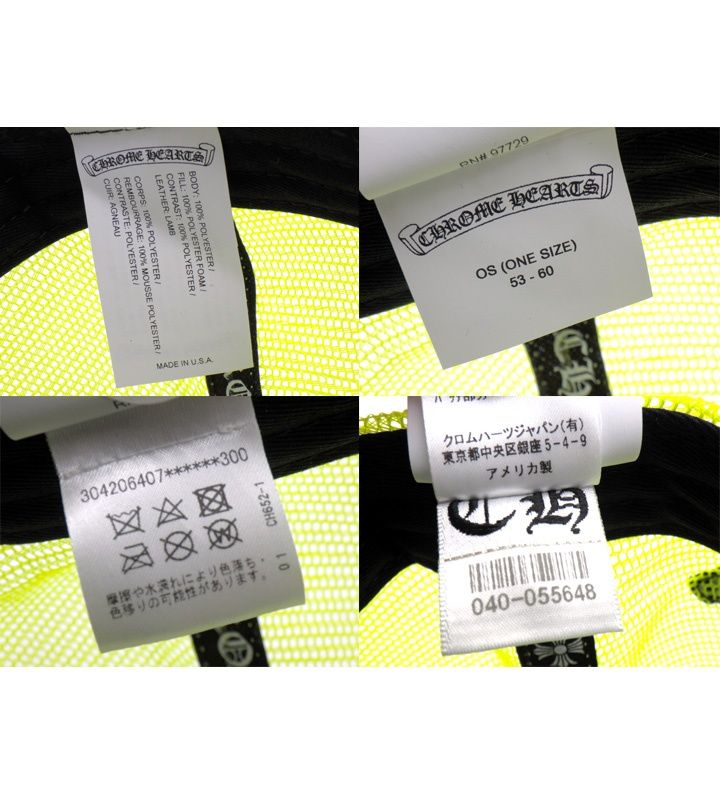 CHROME HEARTS
BODY: 100% POLYESTER /
FILL: 100% POLYESTER FOAM /
CONTRAST: 100% POLYESTER /
LEATHER: LAMB
CORPS: 100% POLYESTER /
REMBOURRAGE: 100% MOUSSE POLYESTER /
CONTRASTE: POLYESTER /
CUIR: AGNEAU
MADE IN U.S.A.
RN# 97729
CHROME HEARTS
OS (ONE SIZE)
53 - 60
CH
304206407******300
CH652-1
01
摩擦や水濡れにより色落ち・
色移りの可能性があります。
クロムハーツジャパン(有)
東京都中央区銀座5-4-9
アメリカ製
CH
040-055648